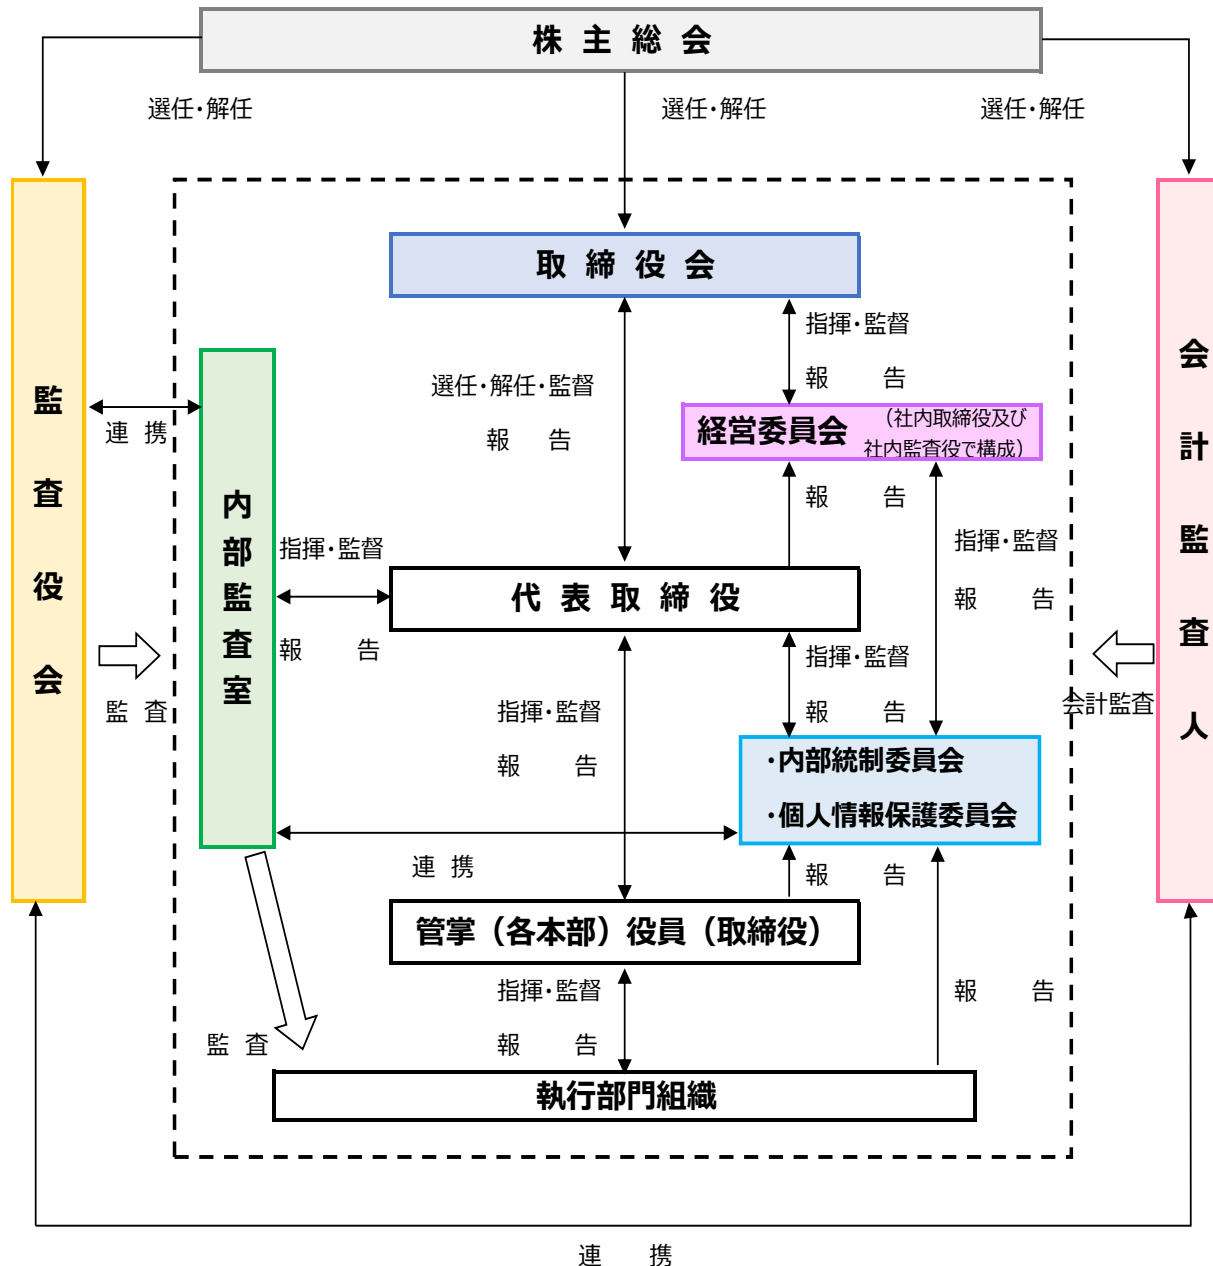 株 主 総 会
選任・解任
選任・解任
選任・解任
取 締 役 会
指揮・監督
報 告
選任・解任・監督
報 告
経営委員会
（社内取締役及び
社内監査役で構成）
報 告
指揮・監督
報 告
監査役会
連 携
内部監査室
指揮・監督
報 告
代 表 取 締 役
会計監査人
監 査
会計監査
指揮・監督
報 告
指揮・監督
報 告
・内部統制委員会
・個人情報保護委員会
連 携
報 告
管掌（各本部）役員（取締役）
指揮・監督
報 告
報 告
監 査
執行部門組織
連 携